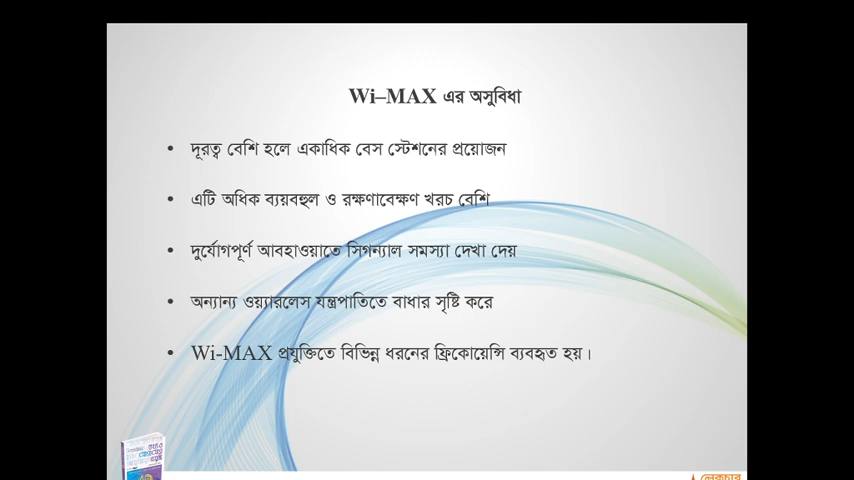 Wi–MAX এর অসুবিধা
• দূরত্ব বেশি হলে একাধিক বেস স্টেশনের প্রয়োজন
• এটি অধিক ব্যয়বহুল ও রক্ষণাবেক্ষণ খরচ বেশি
• দুর্যোগপূর্ণ আবহাওয়াতে সিগন্যাল সমস্যা দেখা দেয়
• অন্যান্য ওয়্যারলেস যন্ত্রপাতিতে বাধার সৃষ্টি করে
• Wi-MAX প্রযুক্তিতে বিভিন্ন ধরনের ফ্রিকোয়েন্সি ব্যবহৃত হয়।
লেকচার